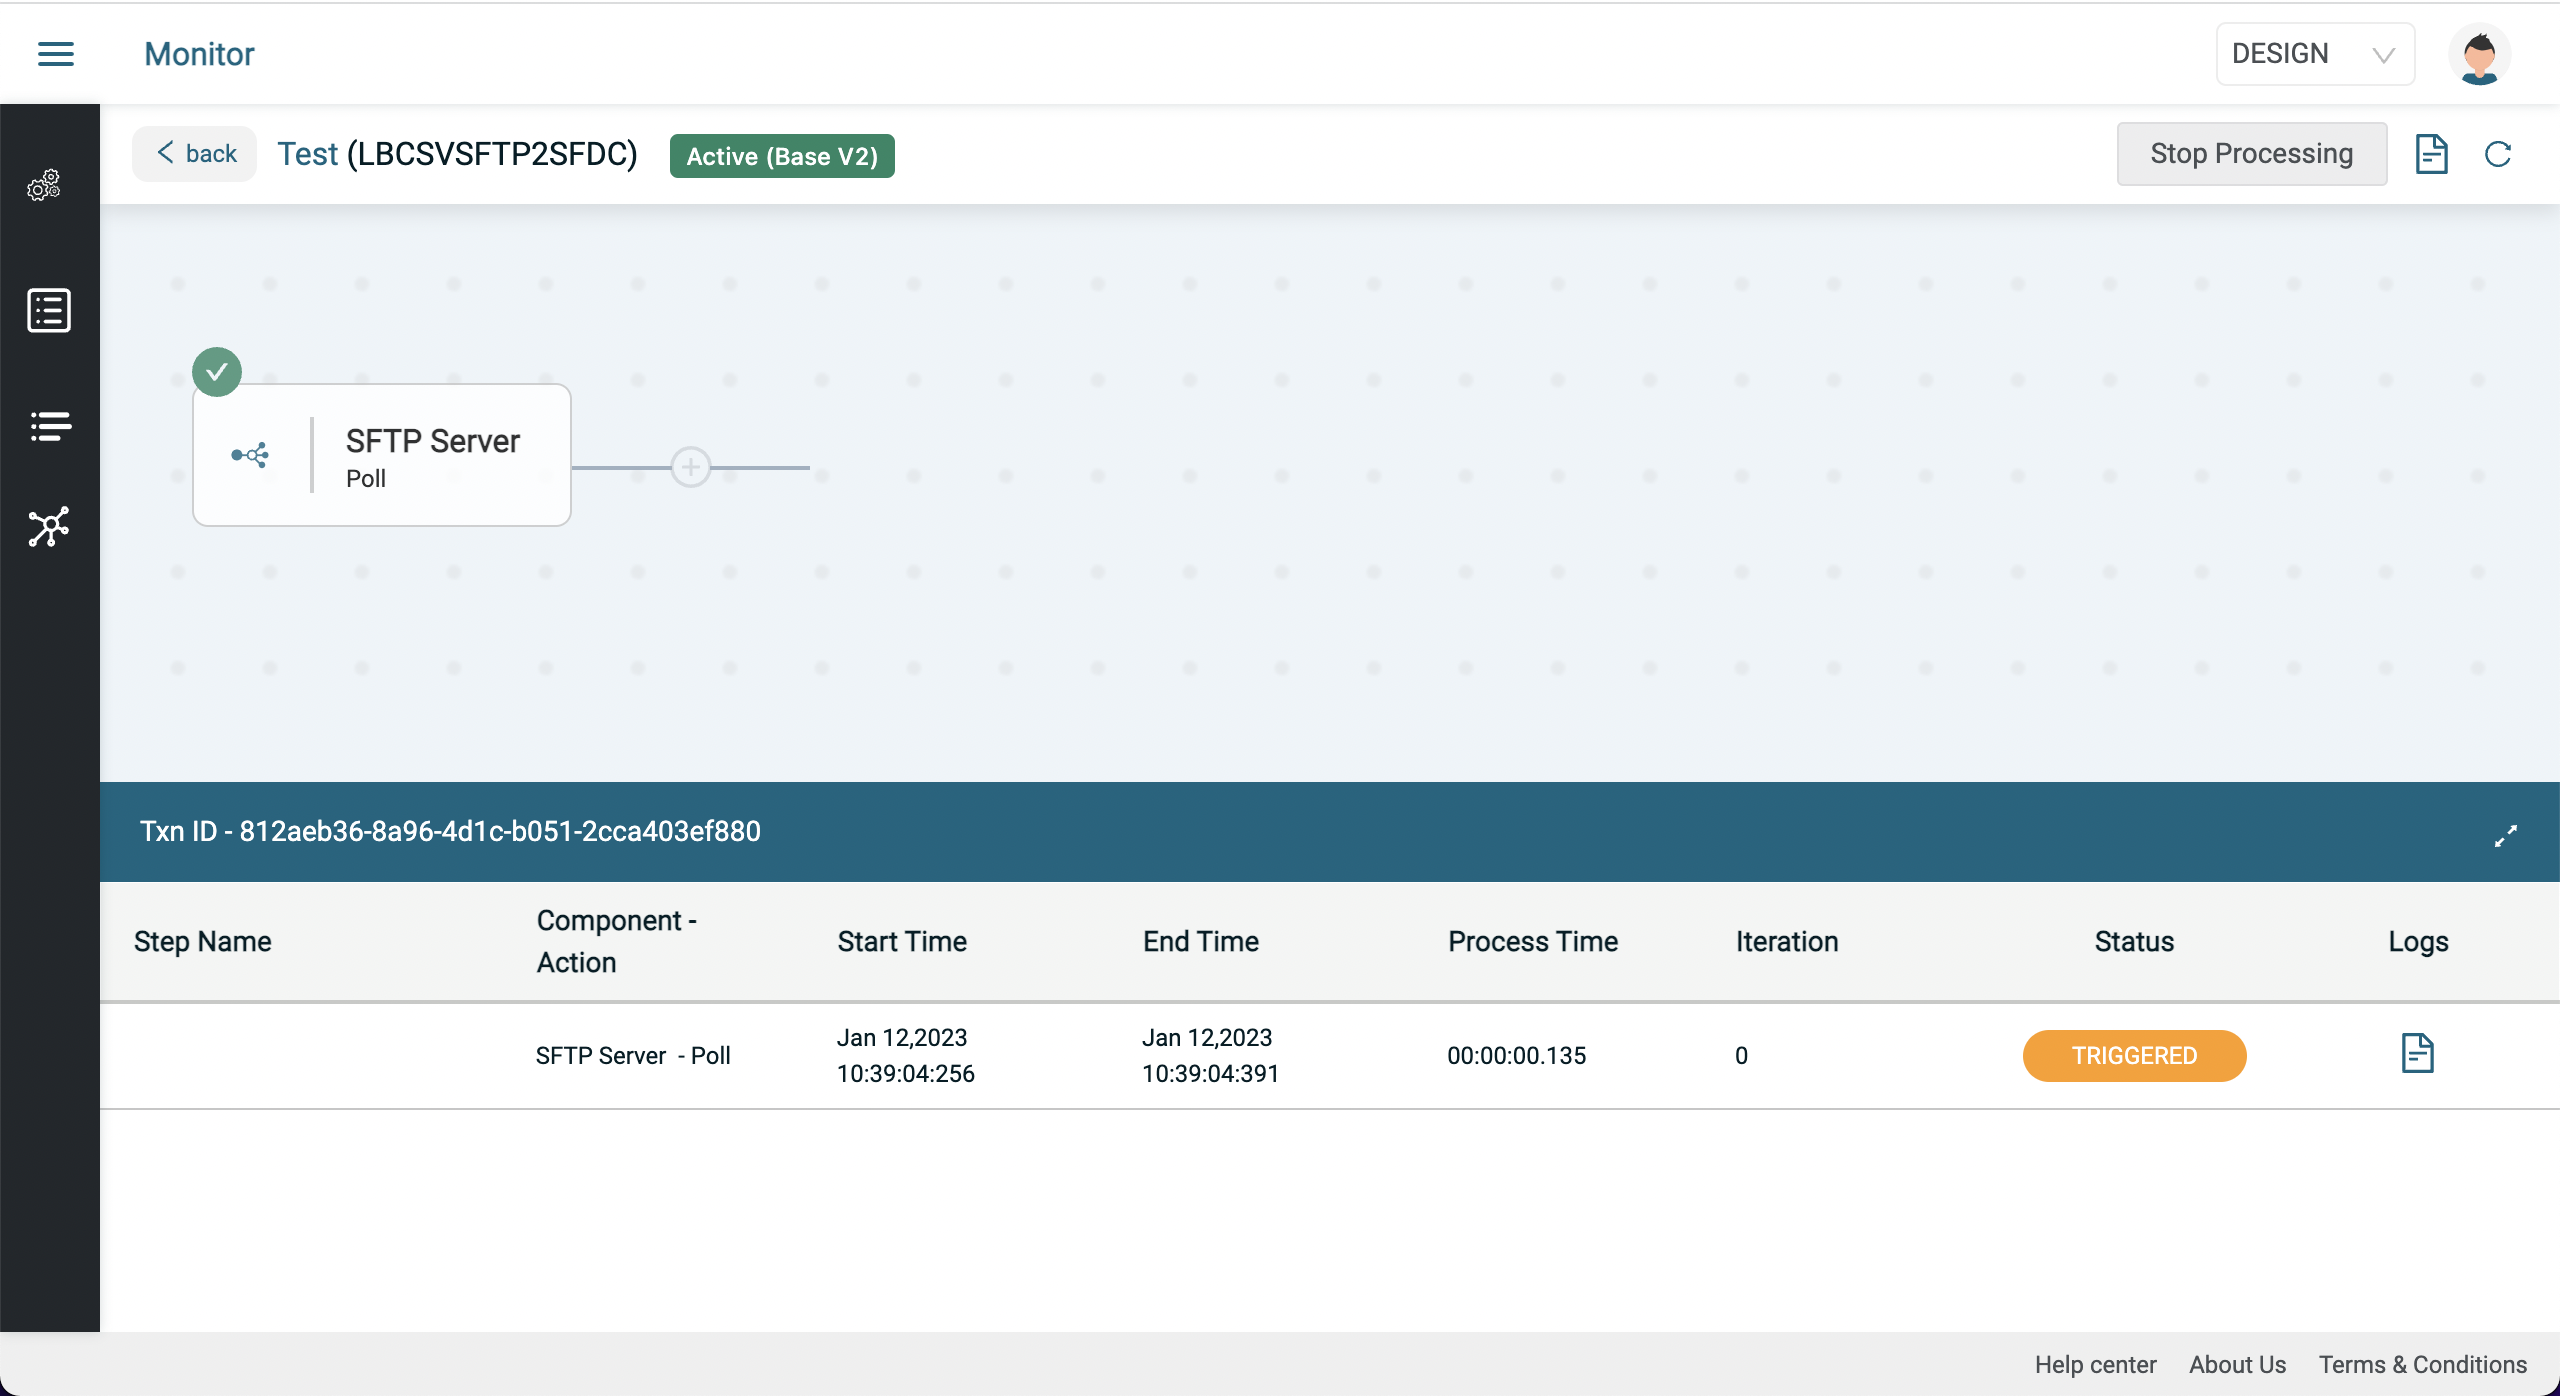 Monitor
DESIGN
back
Test (LBCSVSFTP2SFDC)
Active (Base V2)
Stop Processing
SFTP Server
Poll
Txn ID - 812aeb36-8a96-4d1c-b051-2cca403ef880
Step Name
Component -
Action
Start Time
End Time
Process Time
Iteration
Status
Logs
SFTP Server - Poll
Jan 12,2023
10:39:04:256
Jan 12,2023
10:39:04:391
00:00:00.135
0
TRIGGERED
Help center
About Us
Terms & Conditions